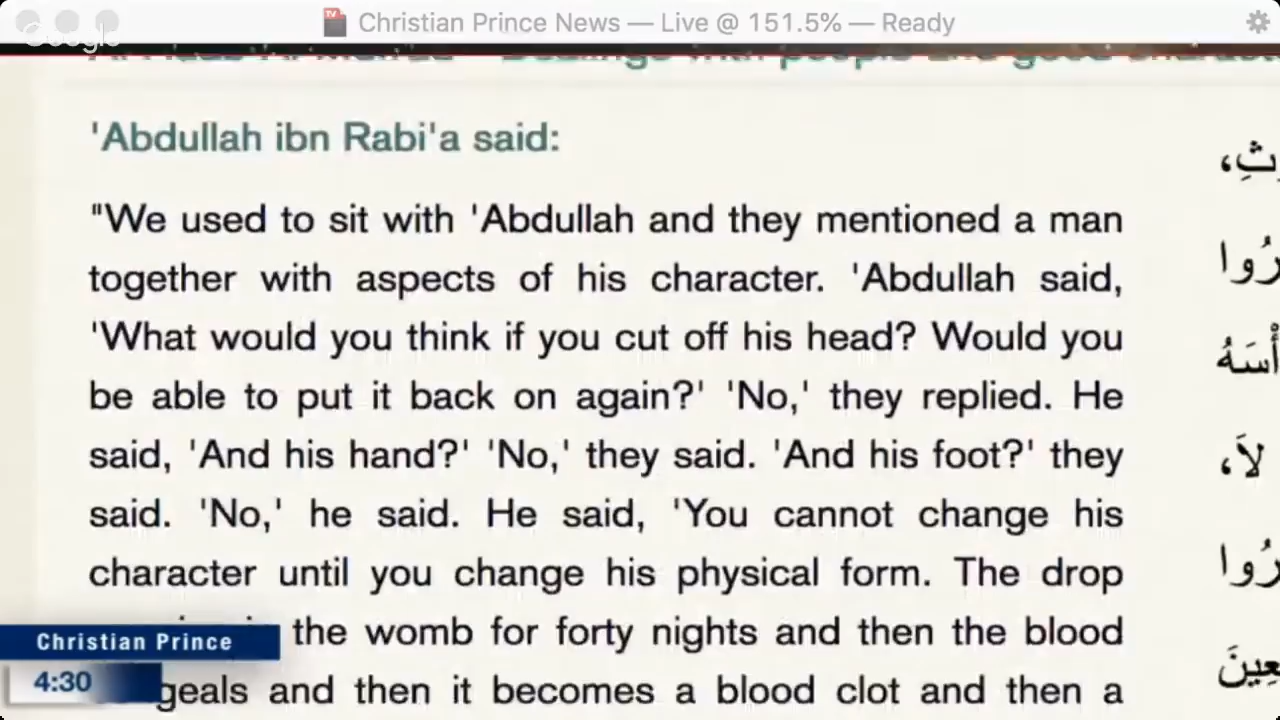 Christian Prince News — Live @ 151.5% — Ready
Google
'Abdullah ibn Rabi'a said:
"We used to sit with 'Abdullah and they mentioned a man
together with aspects of his character. 'Abdullah said,
'What would you think if you cut off his head? Would you
be able to put it back on again?' 'No,' they replied. He
said, 'And his hand?' 'No,' they said. 'And his foot?' they
said. 'No,' he said. He said, 'You cannot change his
character until you change his physical form. The drop
the womb for forty nights and then the blood
geals and then it becomes a blood clot and then a
لاَ،
Christian Prince
4:30